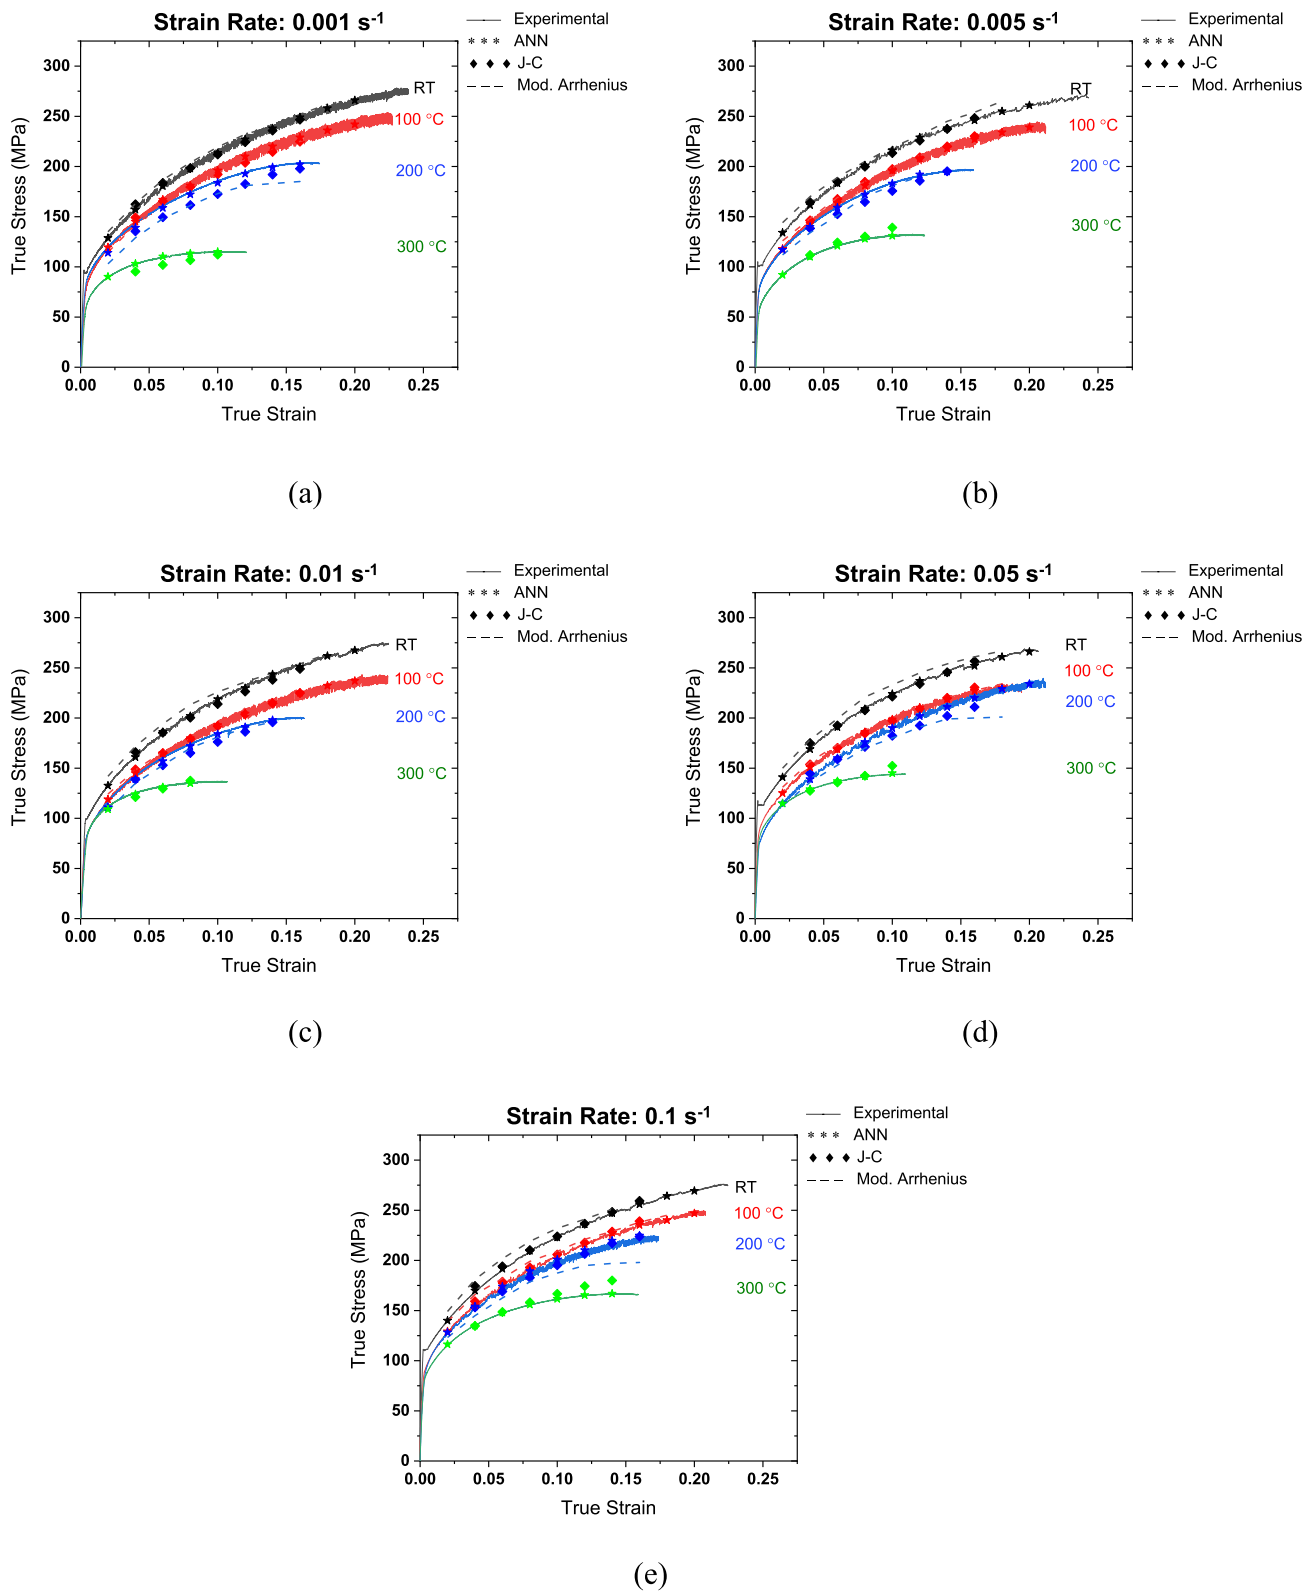 Strain Rate: 0.001 s-1
Experimental
ANN
J-C
Mod. Arrhenius
True Stress (MPa)
300
250
200
150
100
50
0
RT
100 °C
200 °C
300 °C
0.00 0.05 0.10 0.15 0.20 0.25
True Strain
(a)
Strain Rate: 0.005 s-1
Experimental
ANN
J-C
Mod. Arrhenius
True Stress (MPa)
300
250
200
150
100
50
0
RT
100 °C
200 °C
300 °C
0.00 0.05 0.10 0.15 0.20 0.25
True Strain
(b)
Strain Rate: 0.01 s-1
Experimental
ANN
J-C
Mod. Arrhenius
True Stress (MPa)
300
250
200
150
100
50
0
RT
100 °C
200 °C
300 °C
0.00 0.05 0.10 0.15 0.20 0.25
True Strain
(c)
Strain Rate: 0.05 s-1
Experimental
ANN
J-C
Mod. Arrhenius
True Stress (MPa)
300
250
200
150
100
50
0
RT
100 °C
200 °C
300 °C
0.00 0.05 0.10 0.15 0.20 0.25
True Strain
(d)
Strain Rate: 0.1 s-1
Experimental
ANN
J-C
Mod. Arrhenius
True Stress (MPa)
300
250
200
150
100
50
0
RT
100 °C
200 °C
300 °C
0.00 0.05 0.10 0.15 0.20 0.25
True Strain
(e)